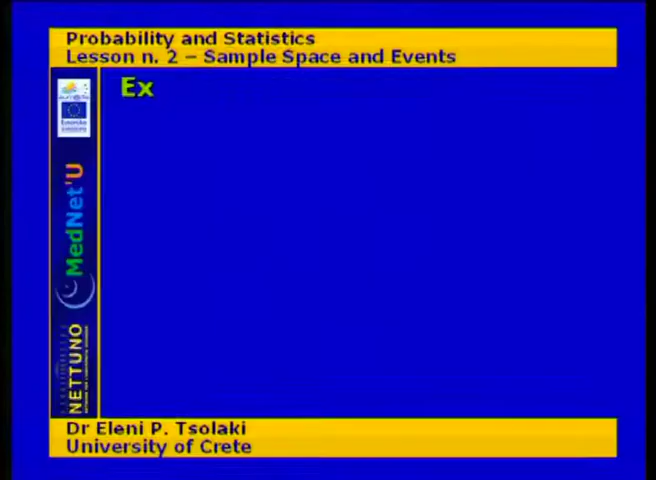 Probability and Statistics
Lesson n. 2 – Sample Space and Events
Ex
MedNet'U
NETTUNO
Dr Eleni P. Tsolaki
University of Crete